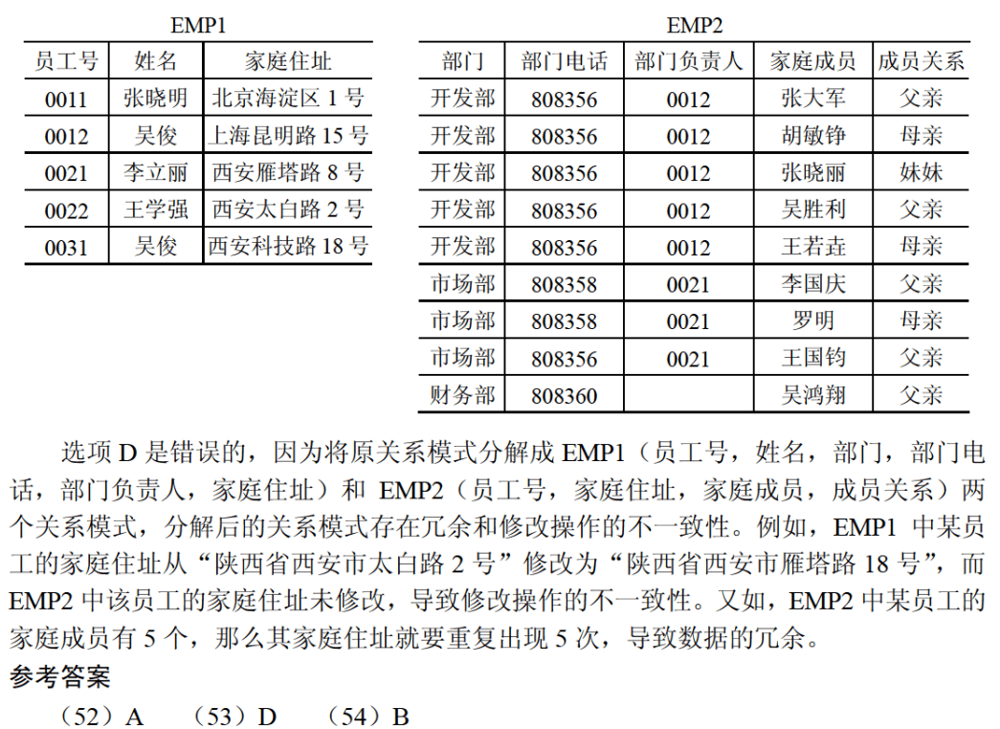 EMP1
员工号 姓名 家庭住址
0011 张晓明 北京海淀区 1 号
0012 吴俊 上海昆明路 15 号
0021 李立丽 西安雁塔路 8 号
0022 王学强 西安太白路 2 号
0031 吴俊 西安科技路 18 号
EMP2
部门 部门电话 部门负责人 家庭成员 成员关系
开发部 808356 0012 张大军 父亲
开发部 808356 0012 胡敏铮 母亲
开发部 808356 0012 张晓丽 妹妹
开发部 808356 0012 吴胜利 父亲
开发部 808356 0012 王若垚 母亲
市场部 808358 0021 李国庆 父亲
市场部 808358 0021 罗明 母亲
市场部 808356 0021 王国钧 父亲
财务部 808360 吴鸿翔 父亲
选项 D 是错误的，因为将原关系模式分解成 EMP1（员工号，姓名，部门，部门电
话，部门负责人，家庭住址）和 EMP2（员工号，家庭住址，家庭成员，成员关系）两
个关系模式，分解后的关系模式存在冗余和修改操作的不一致性。例如，EMP1 中某员
工的家庭住址从“陕西省西安市太白路 2 号”修改为“陕西省西安市雁塔路 18 号”，而
EMP2 中该员工的家庭住址未修改，导致修改操作的不一致性。又如，EMP2 中某员工的
家庭成员有 5 个，那么其家庭住址就要重复出现 5 次，导致数据的冗余。
参考答案
（52）A （53）D （54）B